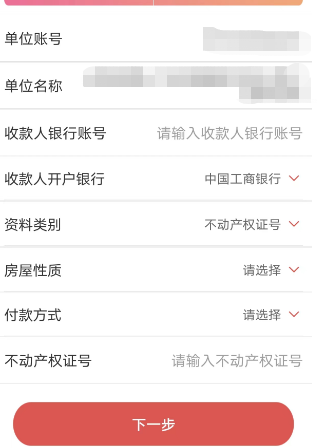 单位账号
单位名称
收款人银行账号 请输入收款人银行账号
收款人开户银行 中国工商银行
资料类别 不动产权证号
房屋性质 请选择
付款方式 请选择
不动产权证号 请输入不动产权证号
下一步